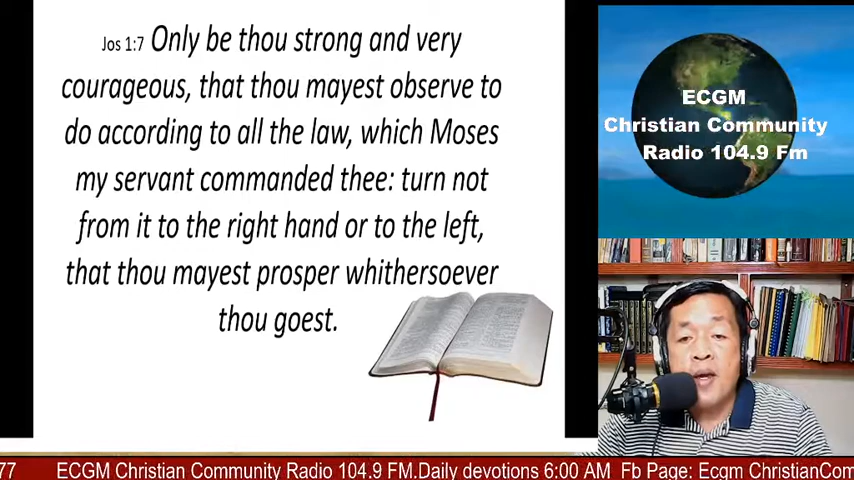 Jos 1:7 Only be thou strong and very
courageous, that thou mayest observe to
do according to all the law, which Moses
my servant commanded thee: turn not
from it to the right hand or to the left,
that thou mayest prosper whithersoever
thou goest.
ECGM
Christian Community
Radio 104.9 Fm
77 ECGM Christian Community Radio 104.9 FM.Daily devotions 6:00 AM Fb Page: Ecgm ChristianCom